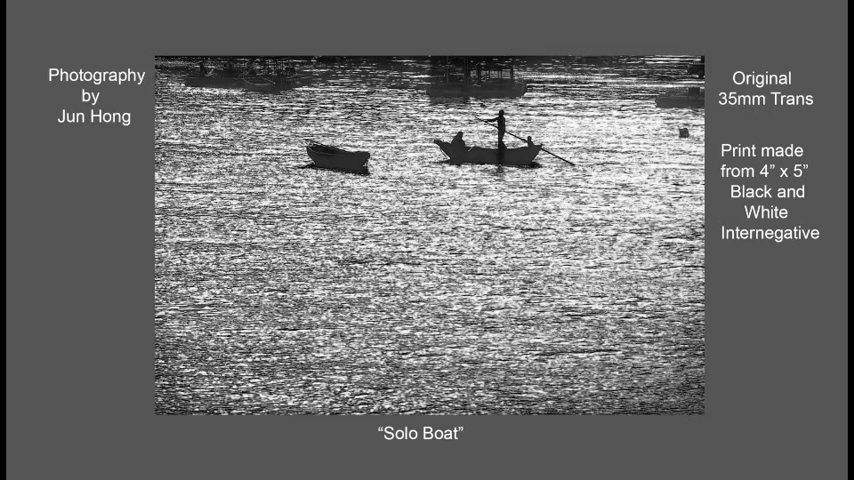 Photography
by
Jun Hong
Original
35mm Trans
Print made
from 4” x 5”
Black and
White
Internegative
“Solo Boat”